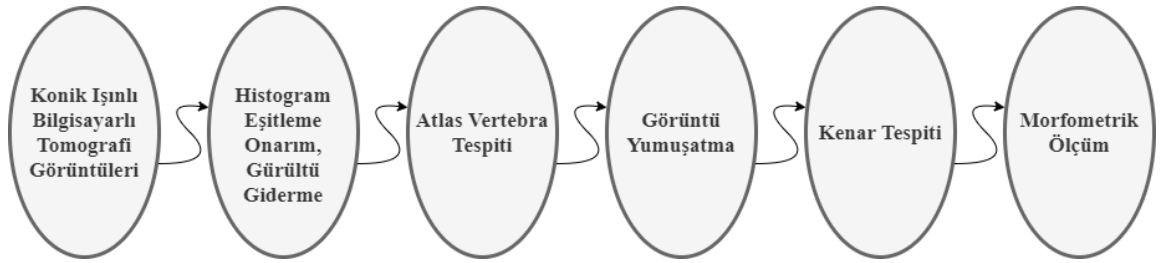 Konik Işınlı
Bilgisayarlı
Tomografi
Görüntüleri
Histogram
Eşitleme
Onarım,
Gürültü
Giderme
Atlas Vertebra
Tespiti
Görüntü
Yumuşatma
Kenar Tespiti
Morfometrik
Ölçüm